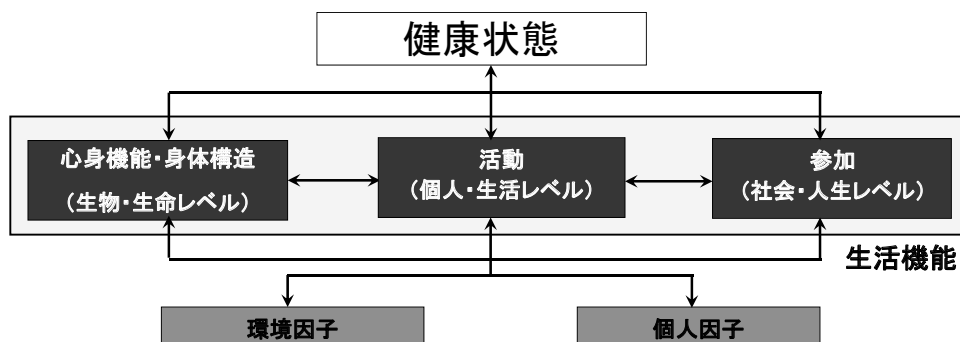 健康状態
心身機能・身体構造
（生物・生命レベル）
活動
（個人・生活レベル）
参加
（社会・人生レベル）
生活機能
環境因子
個人因子